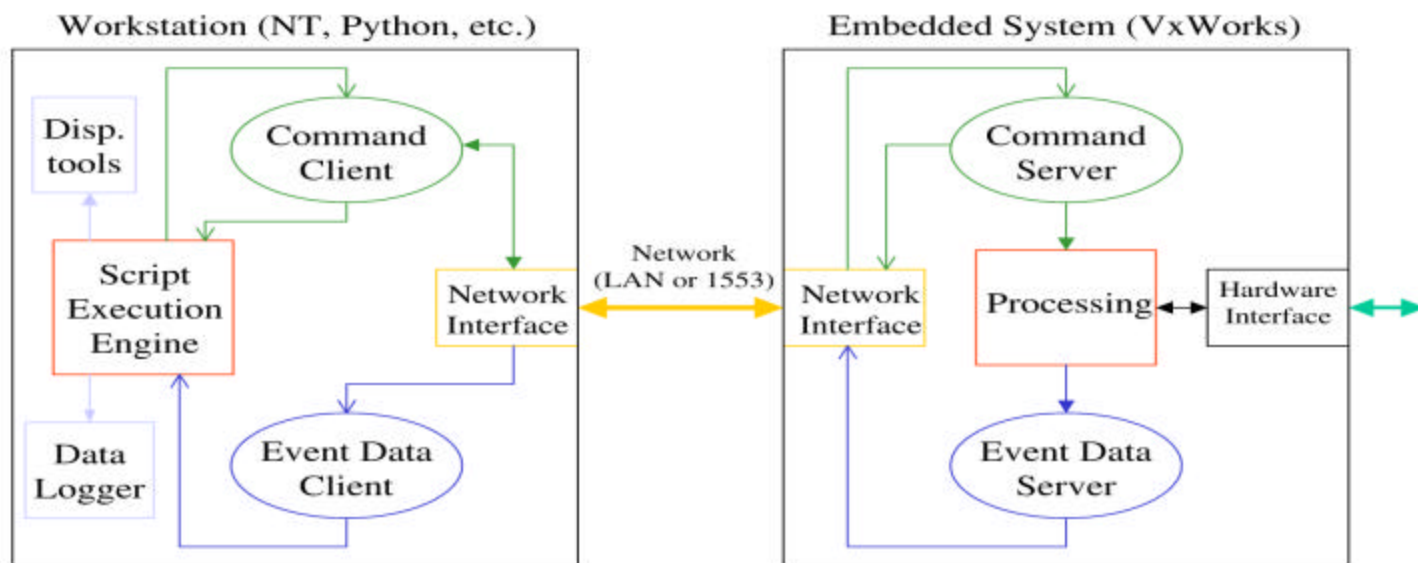 Workstation (NT, Python, etc.)
Embedded System (VxWorks)
Disp.
tools
Command
Client
Script
Execution
Engine
Network
Interface
Data
Logger
Event Data
Client
Network
(LAN or 1553)
Command
Server
Network
Interface
Processing
Hardware
Interface
Event Data
Server